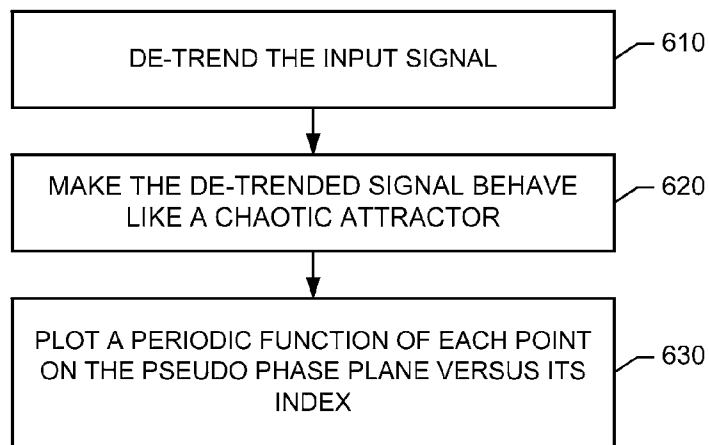 DE-TREND THE INPUT SIGNAL
610
MAKE THE DE-TRENDED SIGNAL BEHAVE
LIKE A CHAOTIC ATTRACTOR
620
PLOT A PERIODIC FUNCTION OF EACH POINT
ON THE PSEUDO PHASE PLANE VERSUS ITS
INDEX
630